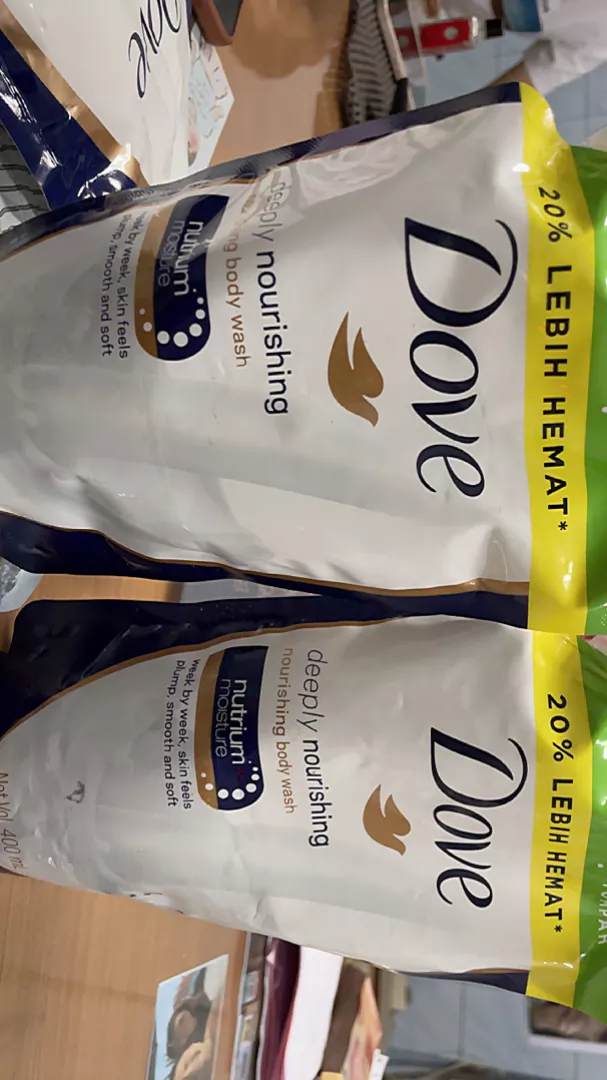 Dove
20% LEBIH HEMAT*
Dove
deeply nourishing
body wash
nutrium
moisture
by week, skin feels
smooth and soft
20% LEBIH HEMAT*
Dove
deeply nourishing
nourishing body wash
nutrium
moisture
week by week, skin feels
plump, smooth and soft
Net Vol. 400